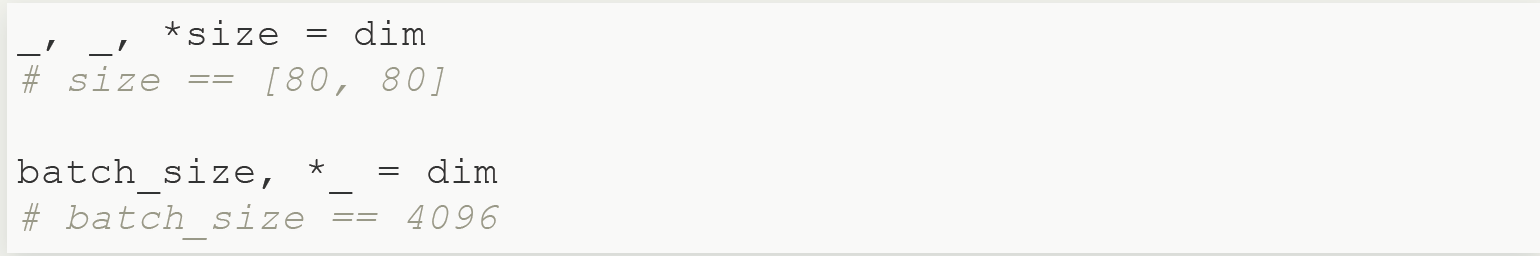 _, _, *size = dim
# size == [80, 80]
batch_size, *_ = dim
# batch_size == 4096